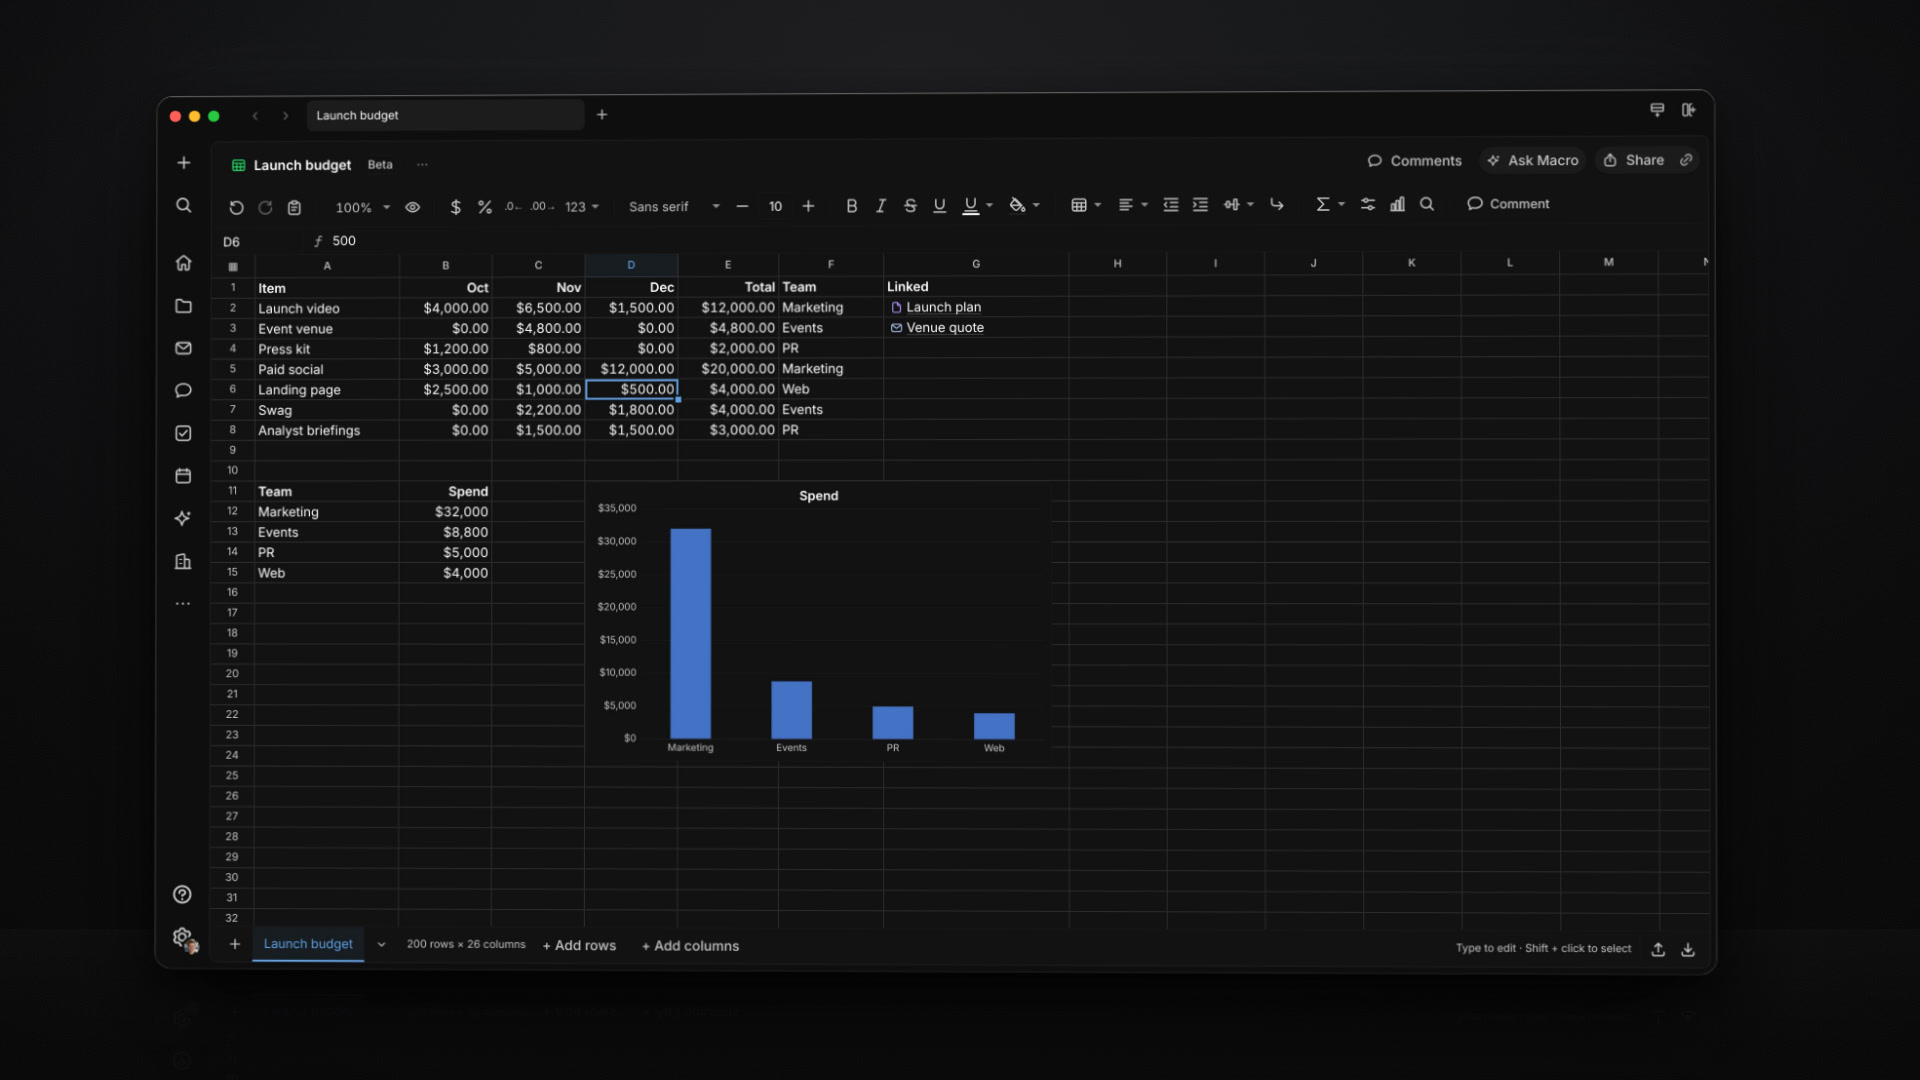 Launch budget
Launch budget Beta ...
Comments Ask Macro Share
100% $ % .0 .00 123 Sans serif 10 B I S U U Σ Comment
D6 ƒ 500
A B C D E F G H I J K L M N
1 Item Oct Nov Dec Total Team Linked
2 Launch video $4,000.00 $6,500.00 $1,500.00 $12,000.00 Marketing Launch plan
3 Event venue $0.00 $4,800.00 $0.00 $4,800.00 Events Venue quote
4 Press kit $1,200.00 $800.00 $0.00 $2,000.00 PR
5 Paid social $3,000.00 $5,000.00 $12,000.00 $20,000.00 Marketing
6 Landing page $2,500.00 $1,000.00 $500.00 $4,000.00 Web
7 Swag $0.00 $2,200.00 $1,800.00 $4,000.00 Events
8 Analyst briefings $0.00 $1,500.00 $1,500.00 $3,000.00 PR
9
10
11 Team Spend
12 Marketing $32,000
13 Events $8,800
14 PR $5,000
15 Web $4,000
16
17
18
19
20
21
22
23
24
25
26
27
28
29
30
31
32
Spend
$35,000
$30,000
$25,000
$20,000
$15,000
$10,000
$5,000
$0
Marketing Events PR Web
+ Launch budget 200 rows × 26 columns + Add rows + Add columns Type to edit · Shift + click to select